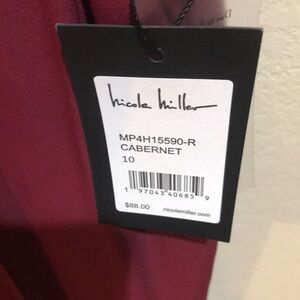 nicole miller
MP4H15590-R
CABERNET
10
1 97043 40685 9
$88.00 nicolemiller.com